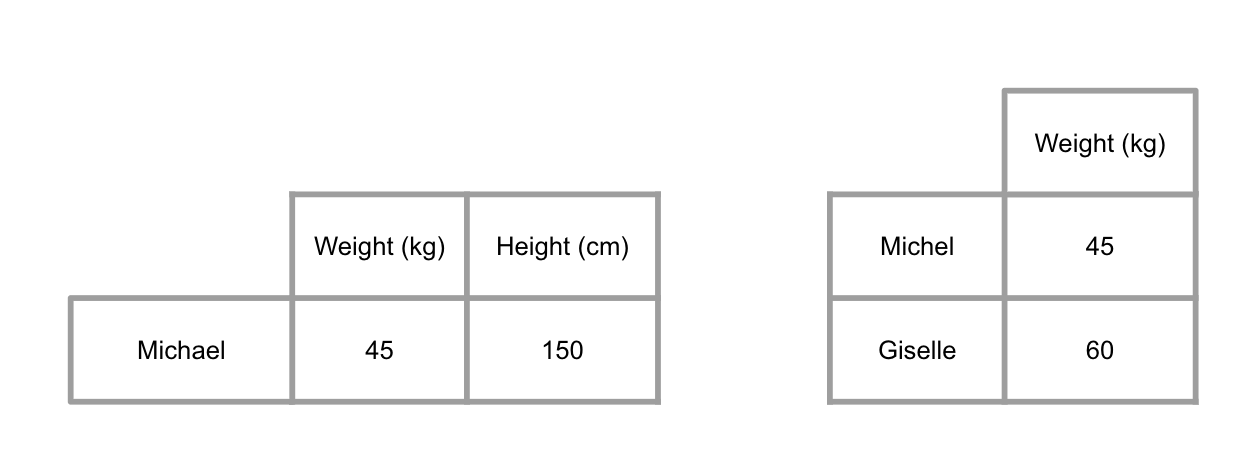 Weight (kg) Height (cm)
Michael 45 150
Weight (kg)
Michel 45
Giselle 60